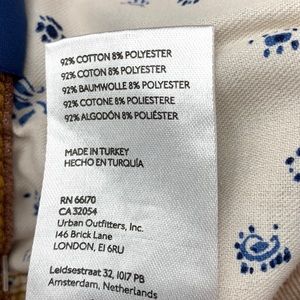 92% COTTON 8% POLYESTER
92% COTON 8% POLYESTER
92% BAUMWOLLE 8% POLYESTER
92% COTONE 8% POLIESTERE
92% ALGODÓN 8% POLIÉSTER
MADE IN TURKEY
HECHO EN TURQUÍA
RN 66170
CA 32054
Urban Outfitters, Inc.
146 Brick Lane
LONDON, E1 6RU
Leidsestraat 32, 1017 PB
Amsterdam, Netherlands